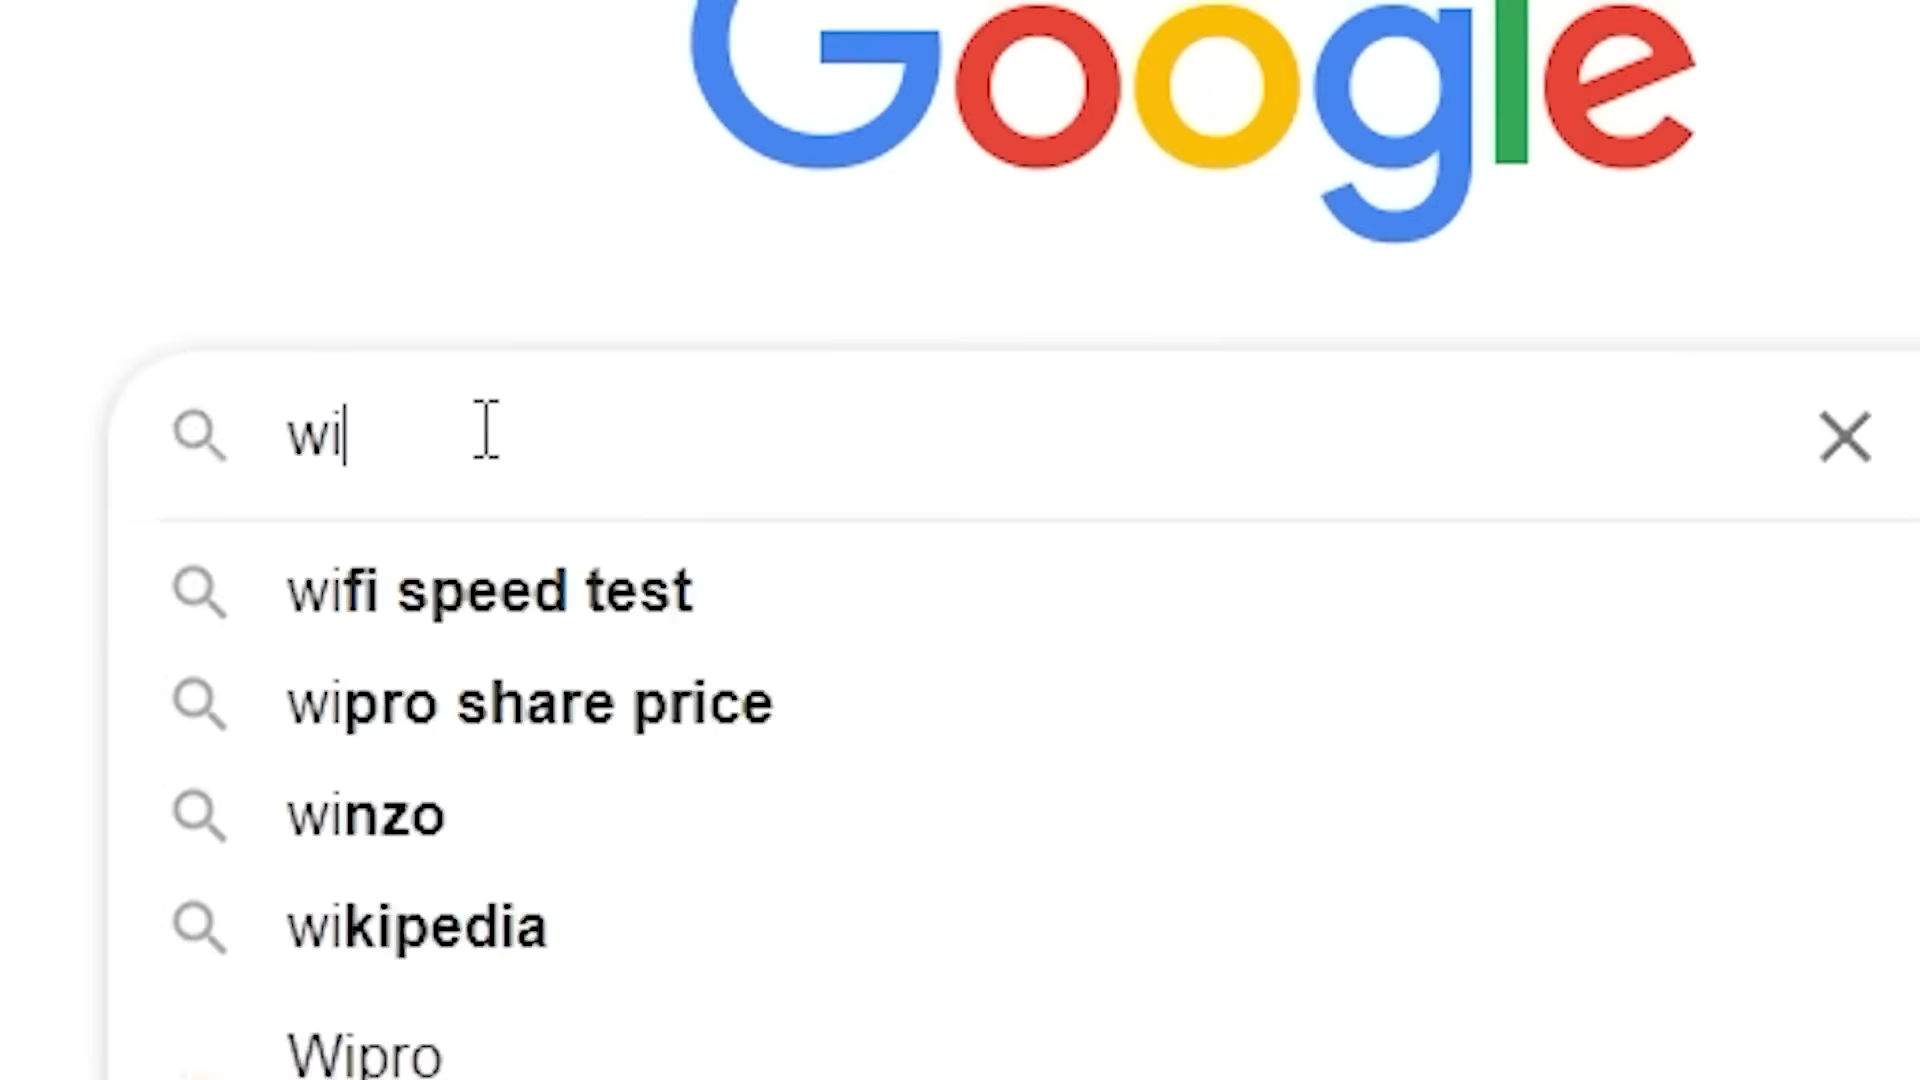 Google
wi
wifi speed test
wipro share price
winzo
wikipedia
Wipro